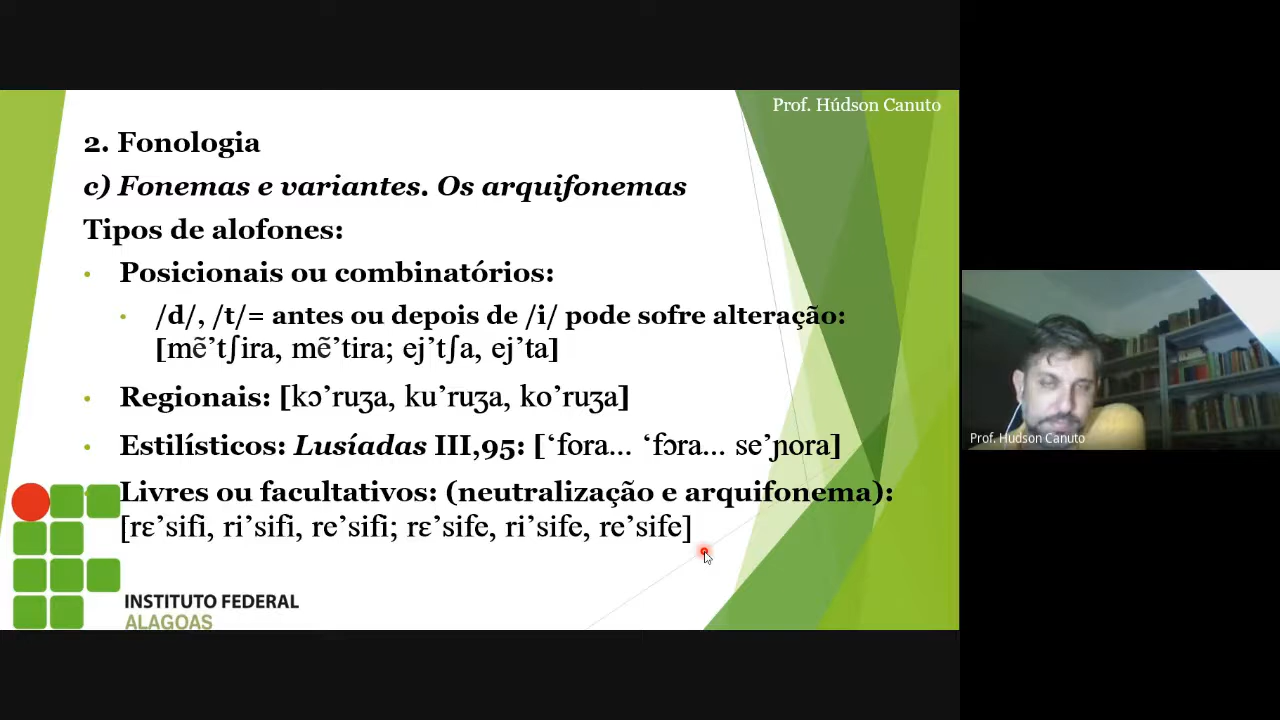 Prof. Húdson Canuto
2. Fonologia
c) Fonemas e variantes. Os arquifonemas
Tipos de alofones:
• Posicionais ou combinatórios:
• /d/, /t/= antes ou depois de /i/ pode sofre alteração:
[mẽ’tʃira, mẽ’tira; ej’tʃa, ej’ta]
• Regionais: [kɔ’ruʒa, ku’ruʒa, ko’ruʒa]
• Estilísticos: Lusíadas III,95: [‘fora... ‘fɔra... se’ɲora]
Livres ou facultativos: (neutralização e arquifonema):
[rɛ’sifi, ri’sifi, re’sifi; rɛ’sife, ri’sife, re’sife]
INSTITUTO FEDERAL
ALAGOAS
Prof. Hudson Canuto